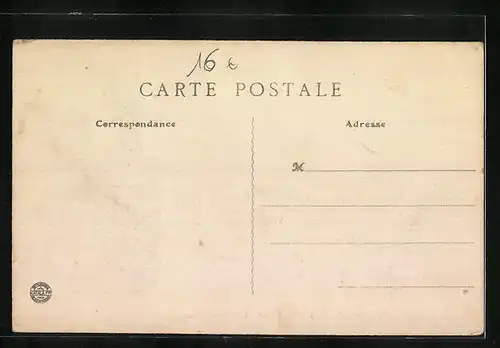 16 €
CARTE POSTALE
Correspondance
Adresse
M